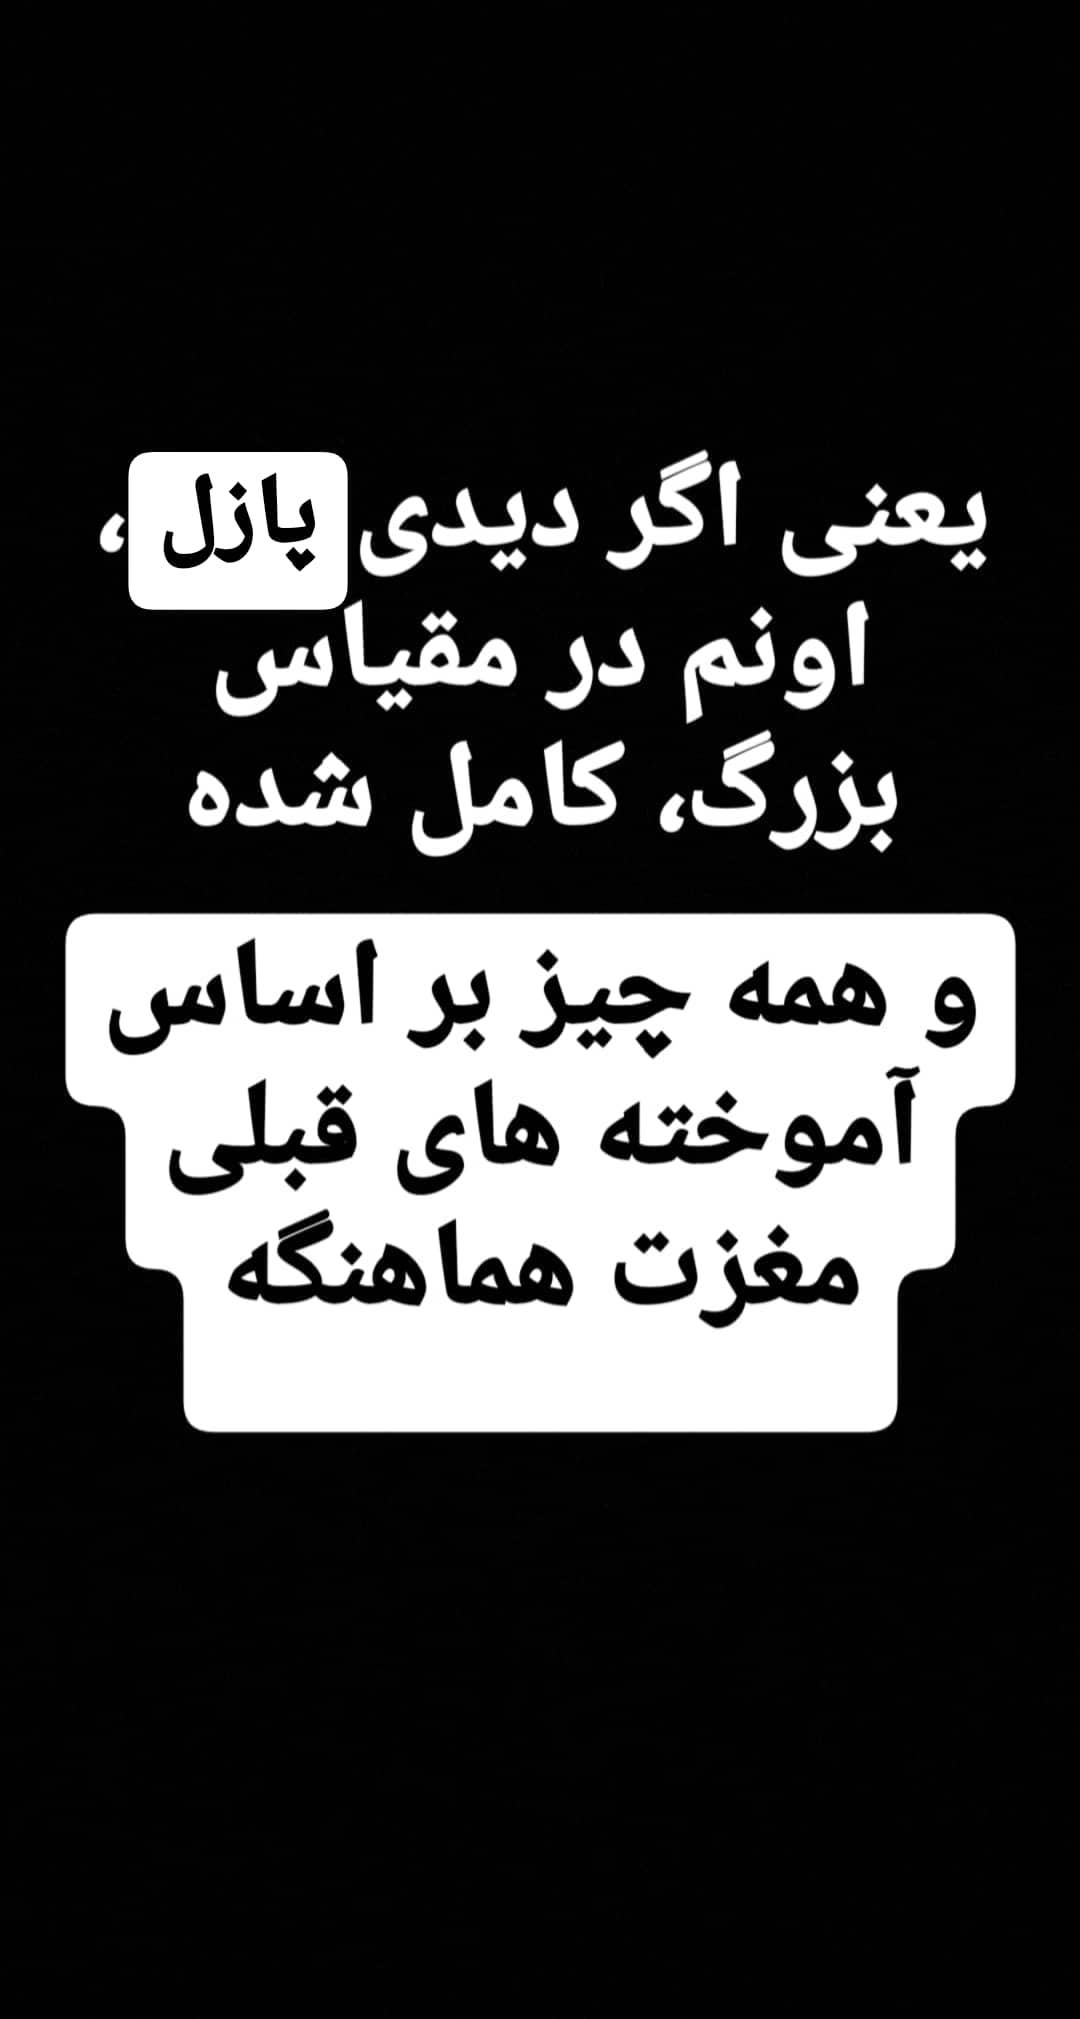 یعنی اگر دیدی پازل ،
اونم در مقیاس
بزرگ، کامل شده
و همه چیز بر اساس
آموخته های قبلی
مغزت هماهنگه